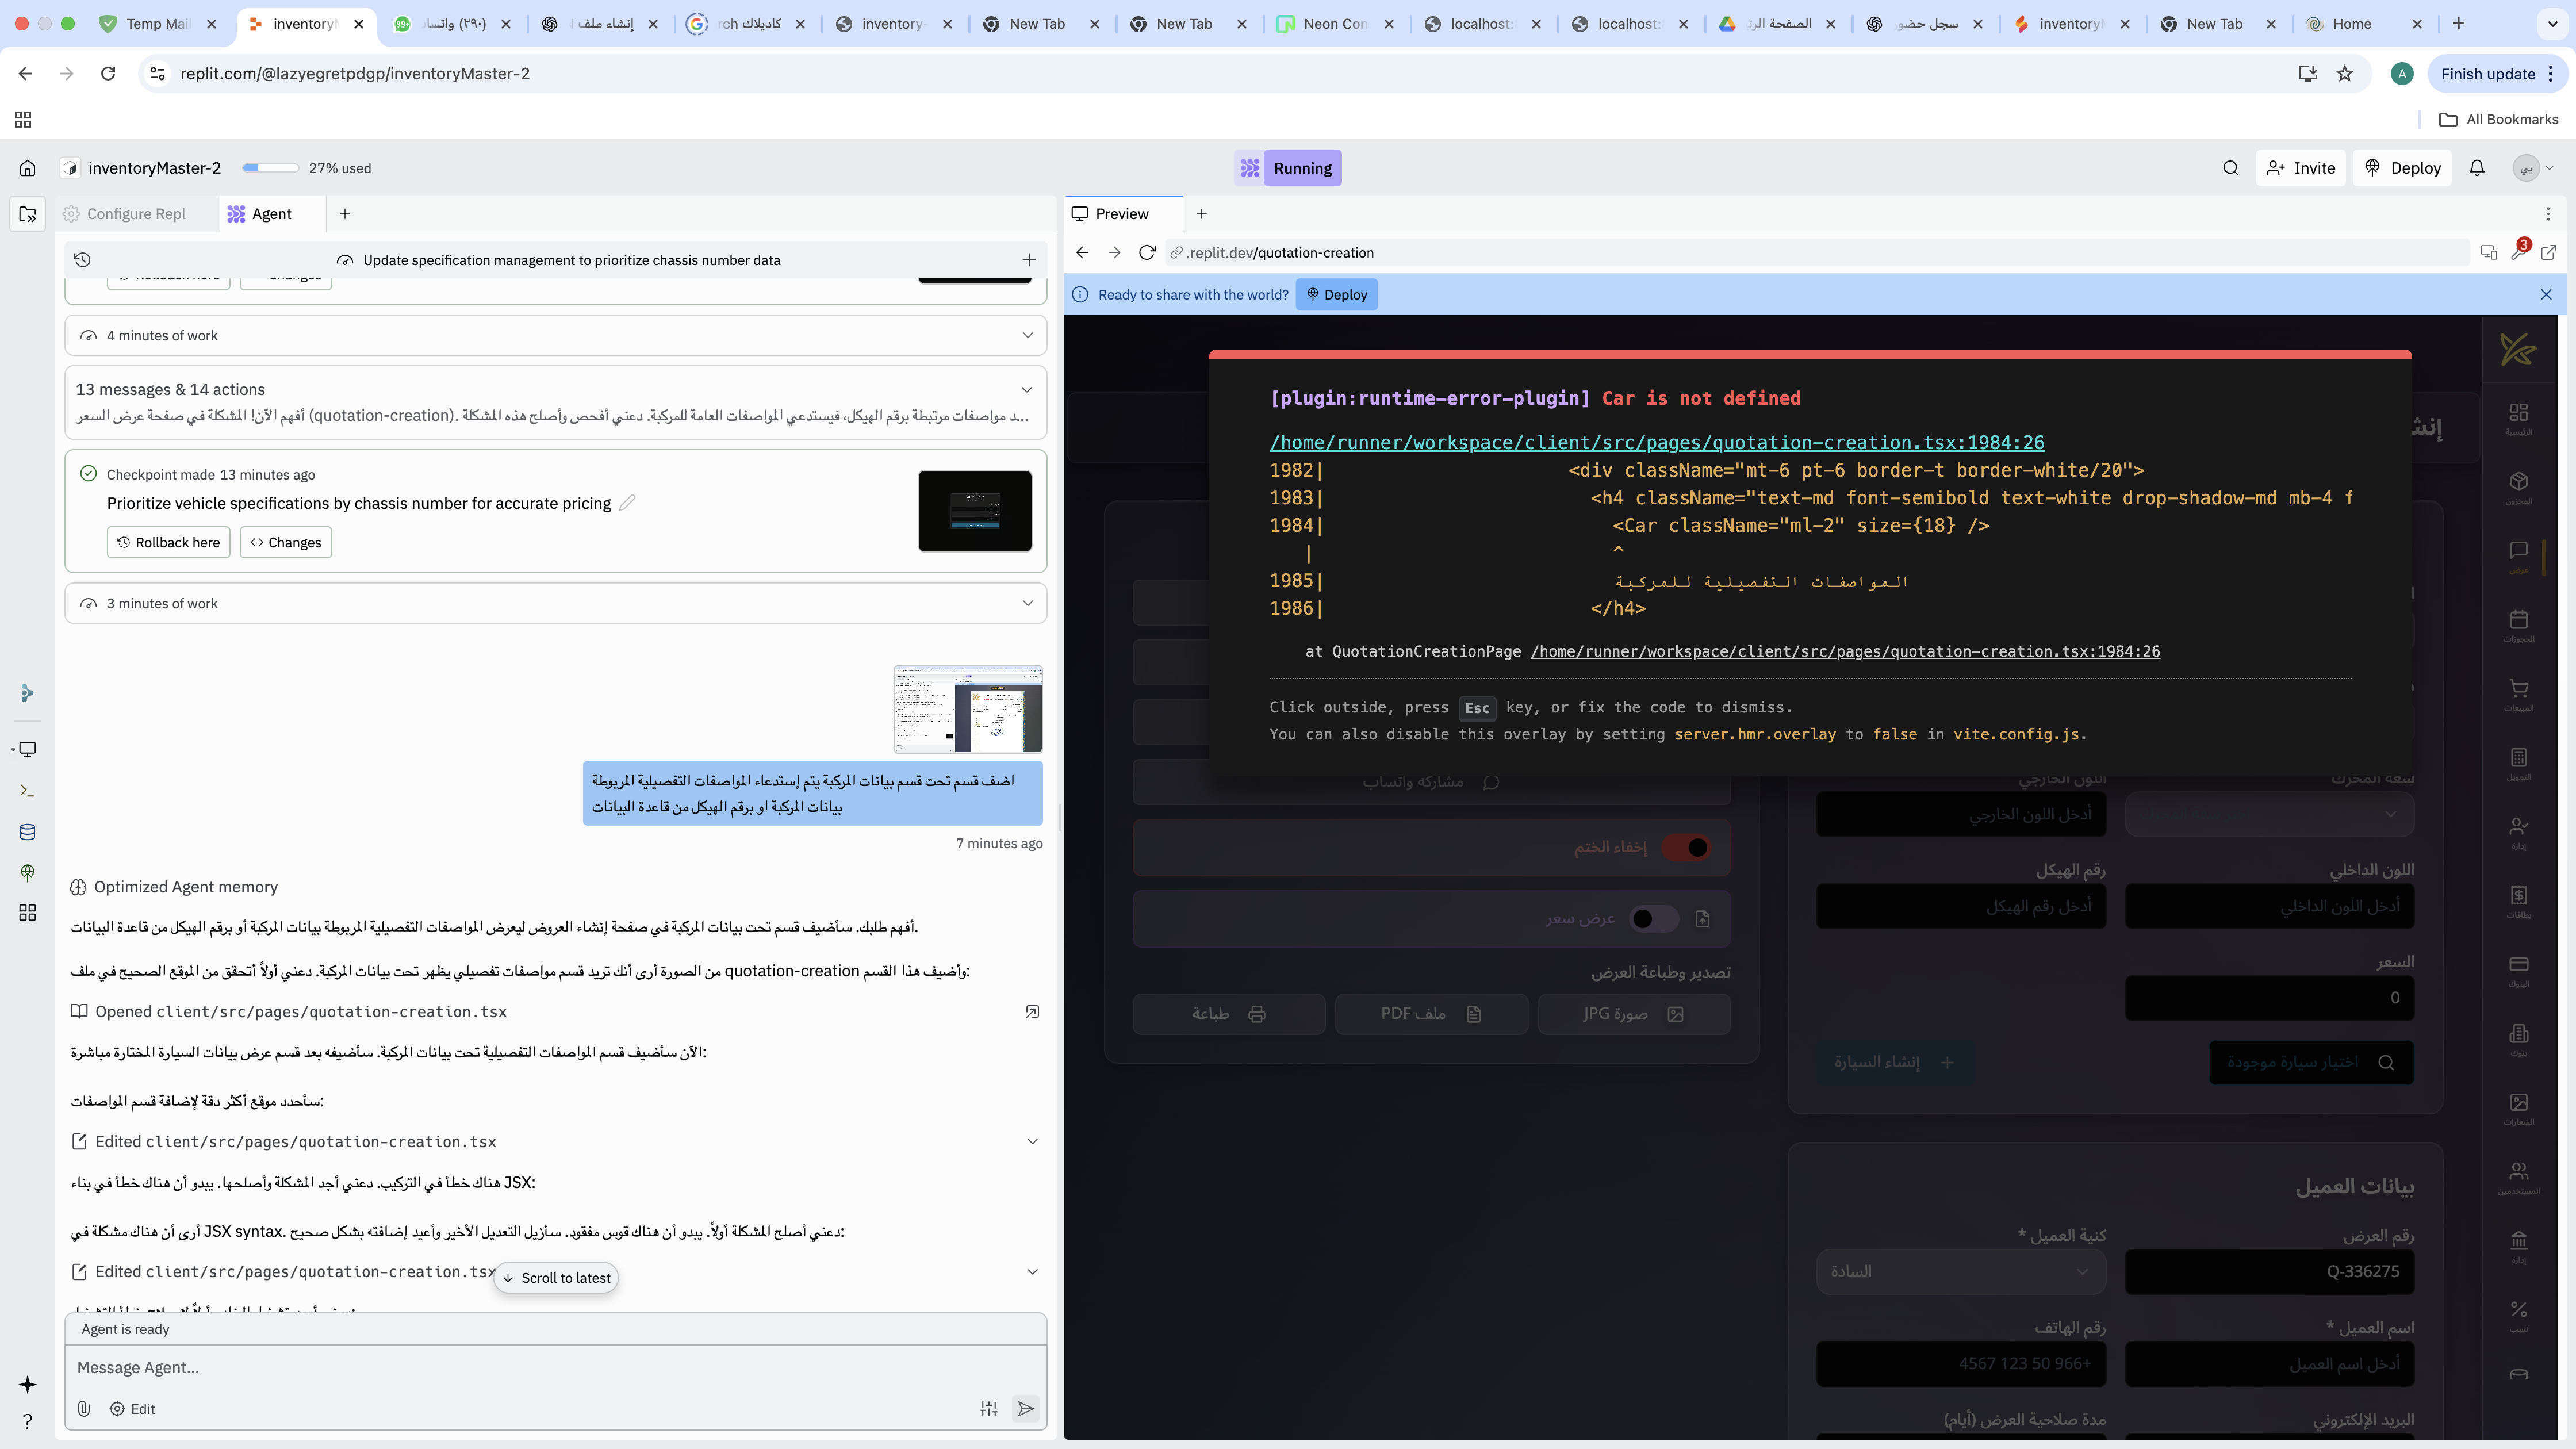 Temp Mail
inventoryM
(٢٩٠) واتساب
إنشاء ملف
كاديلاك rch
inventory-
New Tab
New Tab
Neon Con
localhost:
localhost:
الصفحة الرئ
سجل حضور
inventoryM
New Tab
Home
replit.com/@lazyegretpdgp/inventoryMaster-2
A
Finish update
All Bookmarks
inventoryMaster-2
27% used
Running
Invite
Deploy
Configure Repl
Agent
Update specification management to prioritize chassis number data
Rollback here
Changes
4 minutes of work
13 messages & 14 actions
أفهم الآن! المشكلة في صفحة عرض السعر (quotation-creation). د مواصفات مرتبطة برقم الهيكل، فيستدعي المواصفات العامة للمركبة. دعني أفحص وأصلح هذه المشكلة...
Checkpoint made 13 minutes ago
Prioritize vehicle specifications by chassis number for accurate pricing
Rollback here
Changes
3 minutes of work
اضف قسم تحت قسم بيانات المركبة يتم إستدعاء المواصفات التفصيلية المربوطة
بيانات المركبة او برقم الهيكل من قاعدة البيانات
7 minutes ago
Optimized Agent memory
أفهم طلبك. سأضيف قسم تحت بيانات المركبة في صفحة إنشاء العروض ليعرض المواصفات التفصيلية المربوطة بيانات المركبة أو برقم الهيكل من قاعدة البيانات.
من الصورة أرى أنك تريد قسم مواصفات تفصيلي يظهر تحت بيانات المركبة. دعني أولاً أتحقق من الموقع الصحيح في ملف quotation-creation وأضيف هذا القسم:
Opened client/src/pages/quotation-creation.tsx
الآن سأضيف قسم المواصفات التفصيلية تحت بيانات المركبة. سأضيفه بعد قسم عرض بيانات السيارة المختارة مباشرة:
سأحدد موقع أكثر دقة لإضافة قسم المواصفات:
Edited client/src/pages/quotation-creation.tsx
هناك خطأ في التركيب. دعني أجد المشكلة وأصلحها. يبدو أن هناك خطأ في بناء JSX:
أرى أن هناك مشكلة في JSX syntax. دعني أصلح المشكلة أولاً. يبدو أن هناك قوس مفقود. سأزيل التعديل الأخير وأعيد إضافته بشكل صحيح:
Edited client/src/pages/quotation-creation.tsx
Scroll to latest
Agent is ready
Message Agent...
Edit
Preview
.replit.dev/quotation-creation
3
Ready to share with the world?
Deploy
[plugin:runtime-error-plugin] Car is not defined
/home/runner/workspace/client/src/pages/quotation-creation.tsx:1984:26
1982| <div className="mt-6 pt-6 border-t border-white/20">
1983| <h4 className="text-md font-semibold text-white drop-shadow-md mb-4 f
1984| <Car className="ml-2" size={18} />
| ^
1985| المواصفات التفصيلية للمركبة
1986| </h4>
at QuotationCreationPage /home/runner/workspace/client/src/pages/quotation-creation.tsx:1984:26
Click outside, press Esc key, or fix the code to dismiss.
You can also disable this overlay by setting server.hmr.overlay to false in vite.config.js.
مشاركة واتساب
إخفاء الختم
عرض سعر
تصدير وطباعة العرض
صورة JPG
ملف PDF
طباعة
سعة المحرك
اللون الخارجي
أدخل اللون الخارجي
اللون الداخلي
رقم الهيكل
أدخل اللون الداخلي
أدخل رقم الهيكل
السعر
0
اختيار سيارة موجودة
إنشاء السيارة
بيانات العميل
رقم العرض
كنية العميل *
Q-336275
السادة
اسم العميل *
رقم الهاتف
أدخل اسم العميل
+966 50 123 4567
البريد الإلكتروني
مدة صلاحية العرض (أيام)
إنش
الرئيسية
المخزون
عرض
الحجوزات
المبيعات
التمويل
إدارة
بطاقات
البنوك
بنوك
الشعارات
المستخدمين
إدارة
نسب